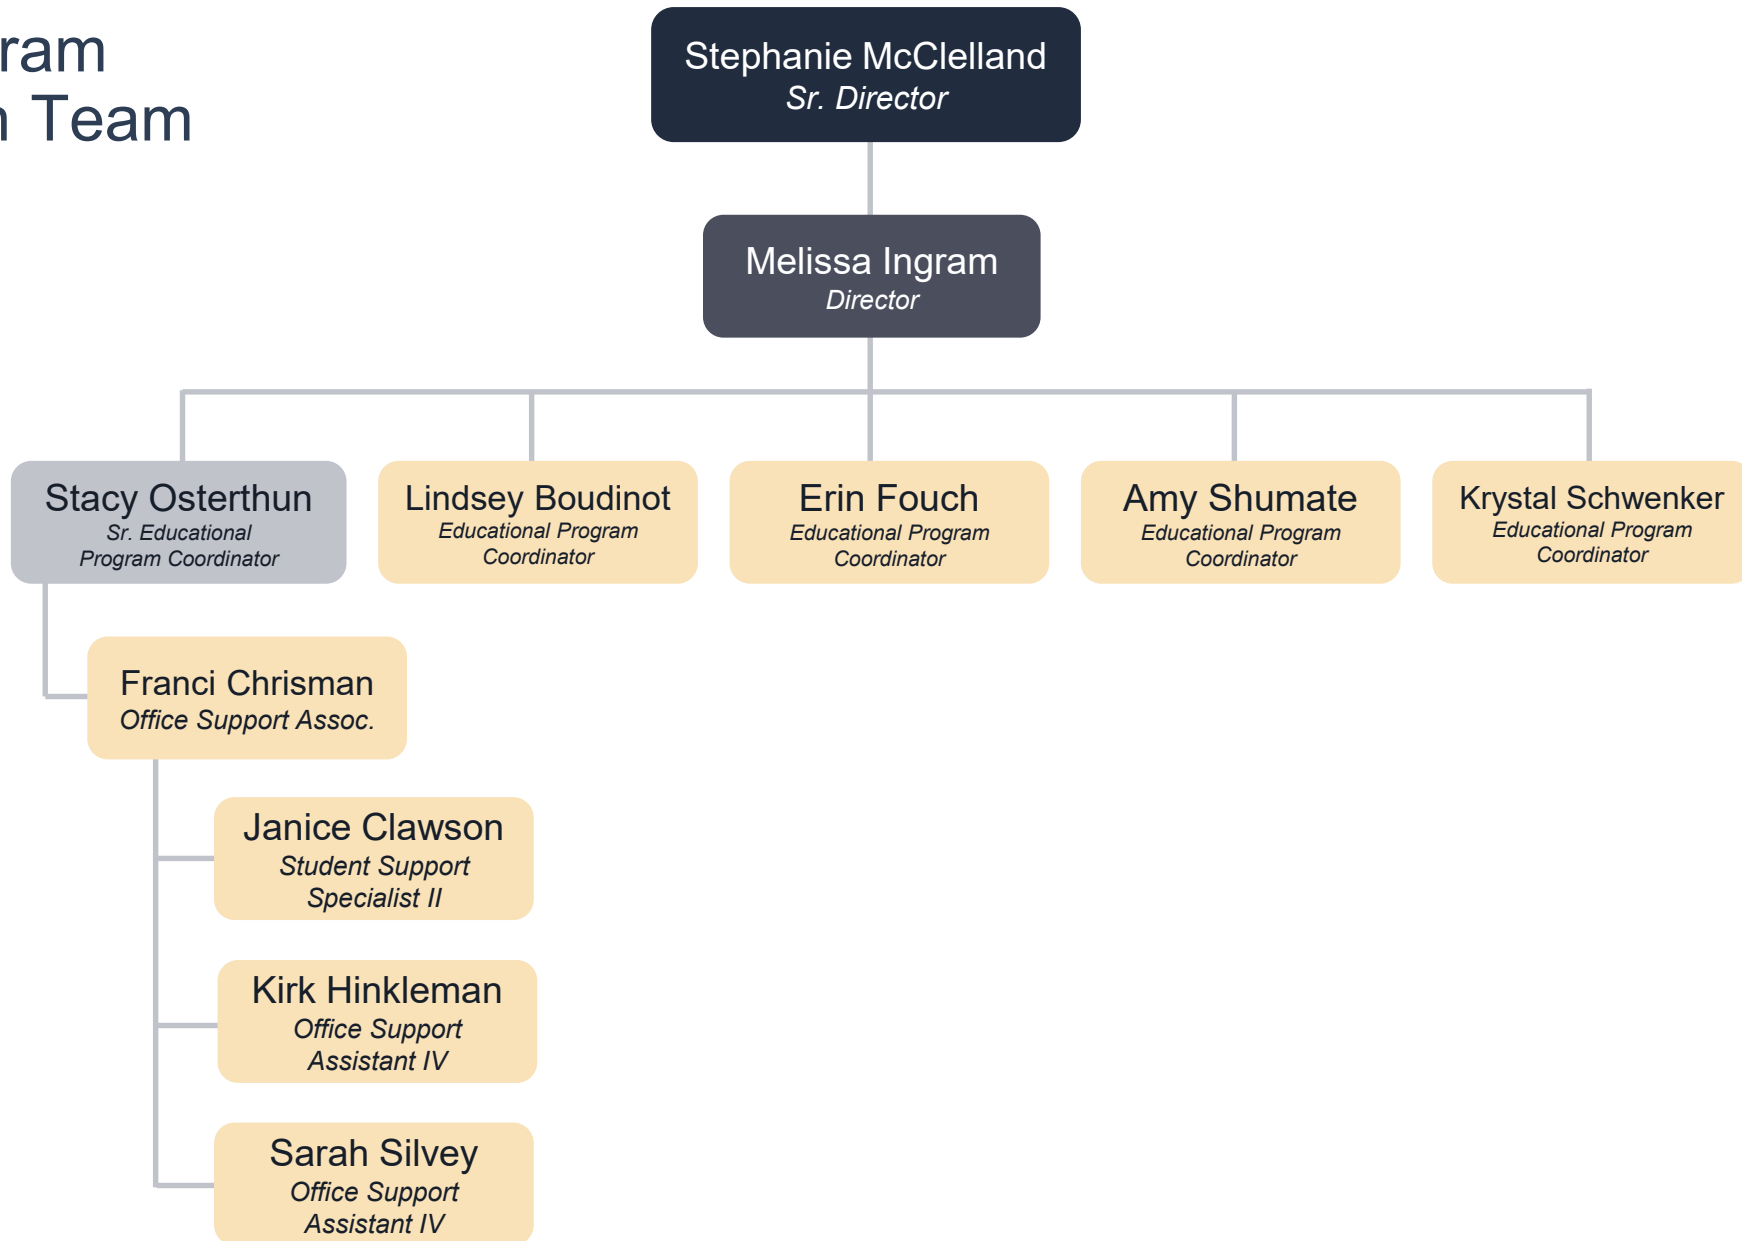 ram
Team
Stephanie McClelland
Sr. Director
Melissa Ingram
Director
Stacy Osterthun
Sr. Educational
Program Coordinator
Lindsey Boudinot
Educational Program
Coordinator
Erin Fouch
Educational Program
Coordinator
Amy Shumate
Educational Program
Coordinator
Krystal Schwenker
Educational Program
Coordinator
Franci Chrisman
Office Support Assoc.
Janice Clawson
Student Support
Specialist II
Kirk Hinkleman
Office Support
Assistant IV
Sarah Silvey
Office Support
Assistant IV